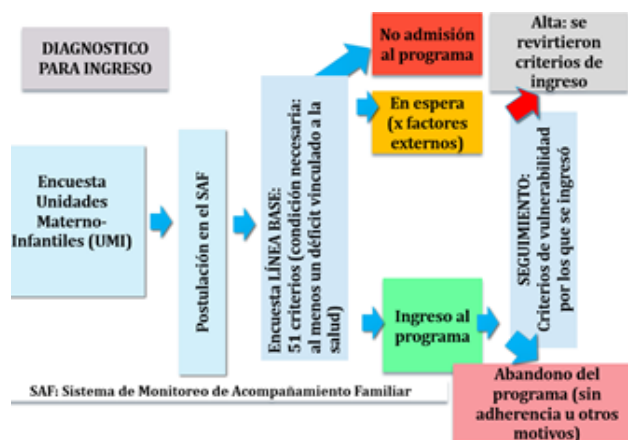 DIAGNOSTICO
PARA INGRESO
No admisión
al programa
Alta: se
revirtieron
criterios de
ingreso
En espera
(x factores
externos)
Encuesta
Unidades
Materno-
Infantiles (UMI)
Postulación en el SAF
Encuesta LÍNEA BASE:
51 criterios (condición necesaria:
al menos un déficit vinculado a la
salud)
Ingreso al
programa
SEGUIMIENTO:
Criterios de vulnerabilidad
por los que se ingresó
Abandono del
programa (sin
adherencia u otros
motivos)
SAF: Sistema de Monitoreo de Acompañamiento Familiar